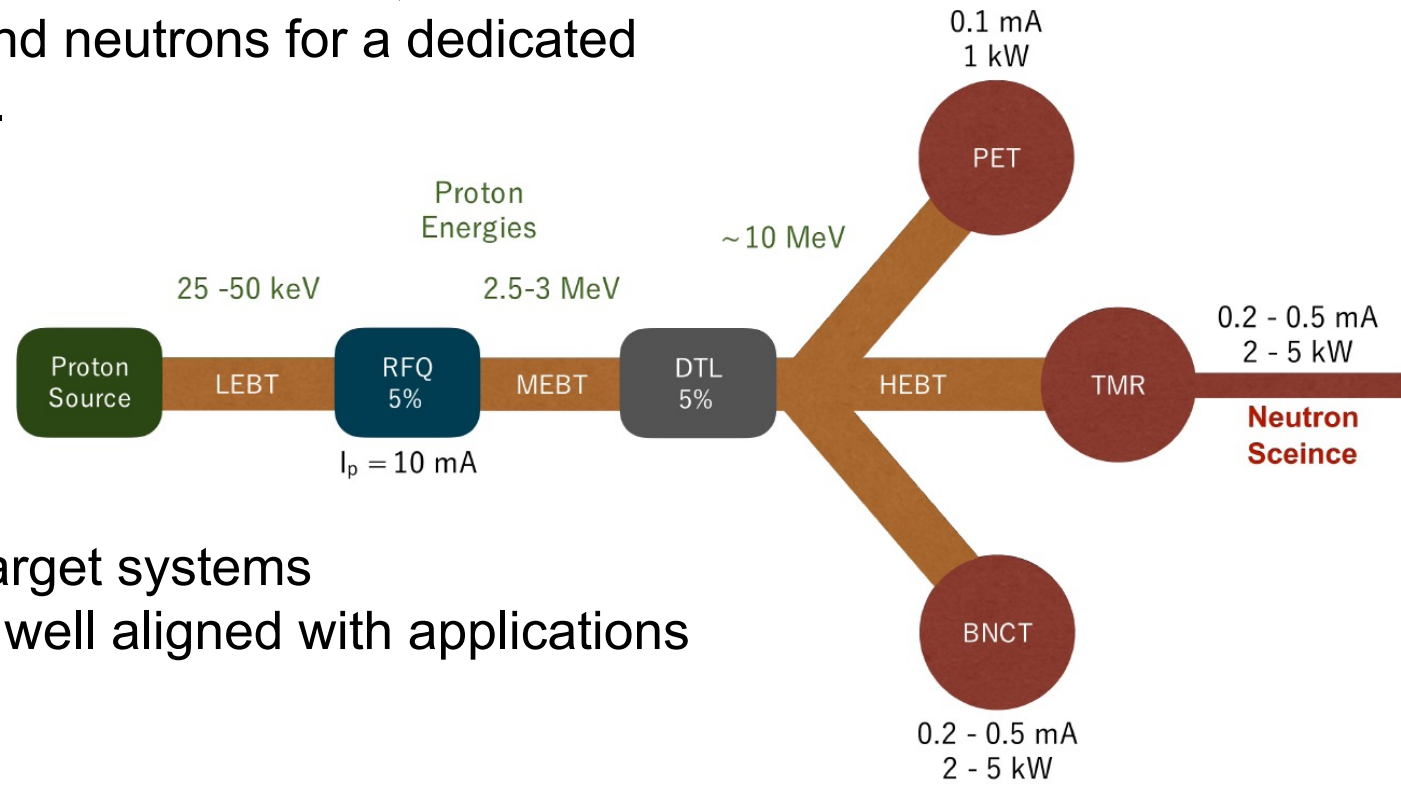 nd neutrons for a dedicated
.
0.1 mA
1 kW
PET
Proton
Energies
~10 MeV
25 -50 keV
2.5-3 MeV
Proton
Source
LEBT
RFQ
5%
MEBT
DTL
5%
HEBT
TMR
0.2 - 0.5 mA
2 - 5 kW
Neutron
Sceince
Iₚ = 10 mA
arget systems
well aligned with applications
BNCT
0.2 - 0.5 mA
2 - 5 kW